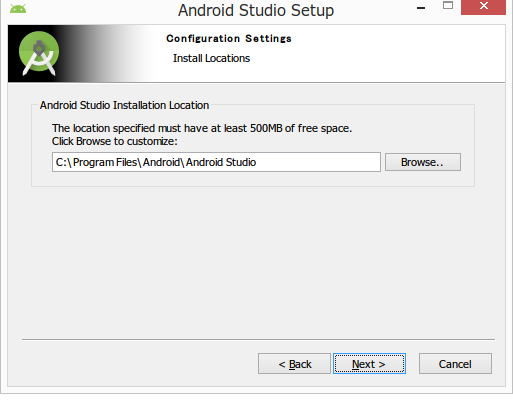 Android Studio Setup
Configuration Settings
Install Locations
Android Studio Installation Location
The location specified must have at least 500MB of free space.
Click Browse to customize:
C:\Program Files\Android\Android Studio
Browse..
< Back
Next >
Cancel